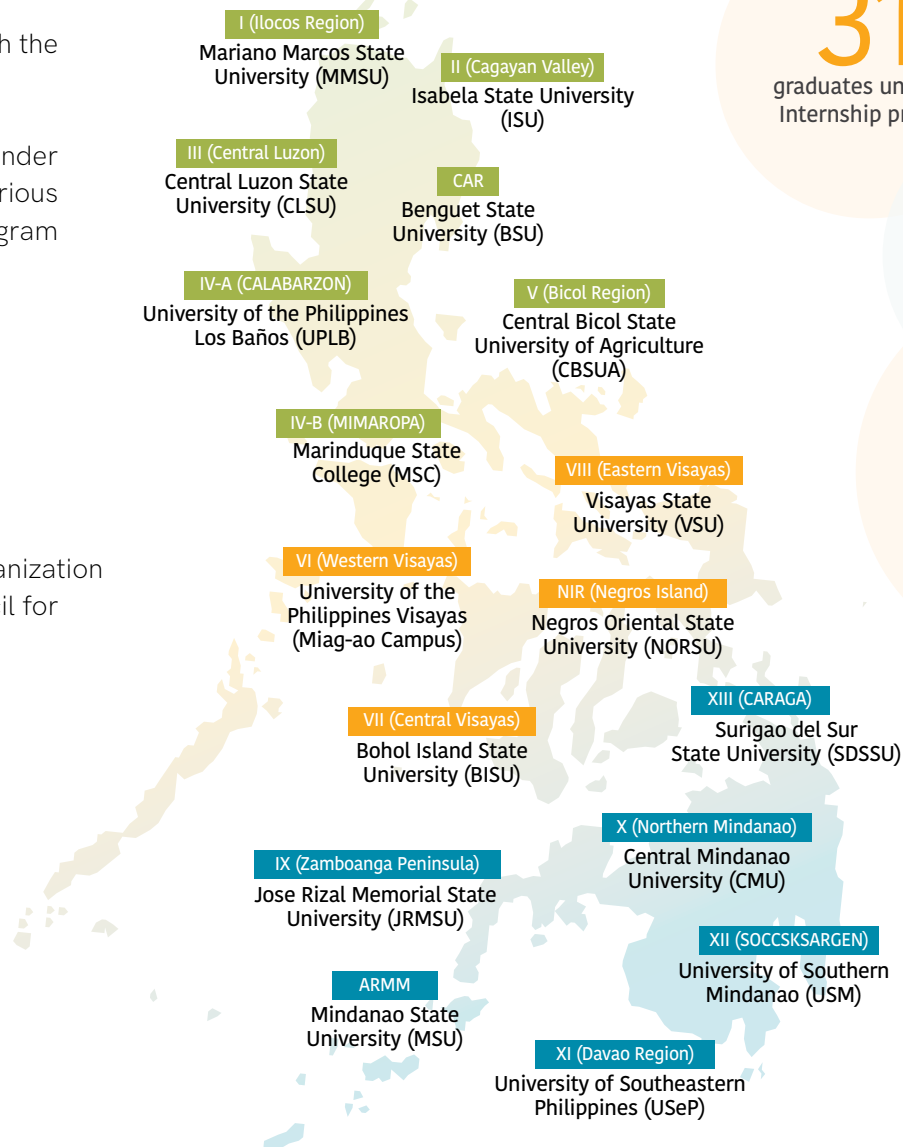 h the
nder
rious
gram
anization
il for
I (Ilocos Region)
Mariano Marcos State
University (MMSU)
II (Cagayan Valley)
Isabela State University
(ISU)
III (Central Luzon)
Central Luzon State
University (CLSU)
CAR
Benguet State
University (BSU)
IV-A (CALABARZON)
University of the Philippines
Los Baños (UPLB)
V (Bicol Region)
Central Bicol State
University of Agriculture
(CBSUA)
IV-B (MIMAROPA)
Marinduque State
College (MSC)
VIII (Eastern Visayas)
Visayas State
University (VSU)
VI (Western Visayas)
University of the
Philippines Visayas
(Miag-ao Campus)
NIR (Negros Island)
Negros Oriental State
University (NORSU)
XIII (CARAGA)
Surigao del Sur
State University (SDSSU)
VII (Central Visayas)
Bohol Island State
University (BISU)
X (Northern Mindanao)
Central Mindanao
University (CMU)
IX (Zamboanga Peninsula)
Jose Rizal Memorial State
University (JRMSU)
XII (SOCCSKSARGEN)
University of Southern
Mindanao (USM)
ARMM
Mindanao State
University (MSU)
XI (Davao Region)
University of Southeastern
Philippines (USeP)
31
graduates un
Internship pr